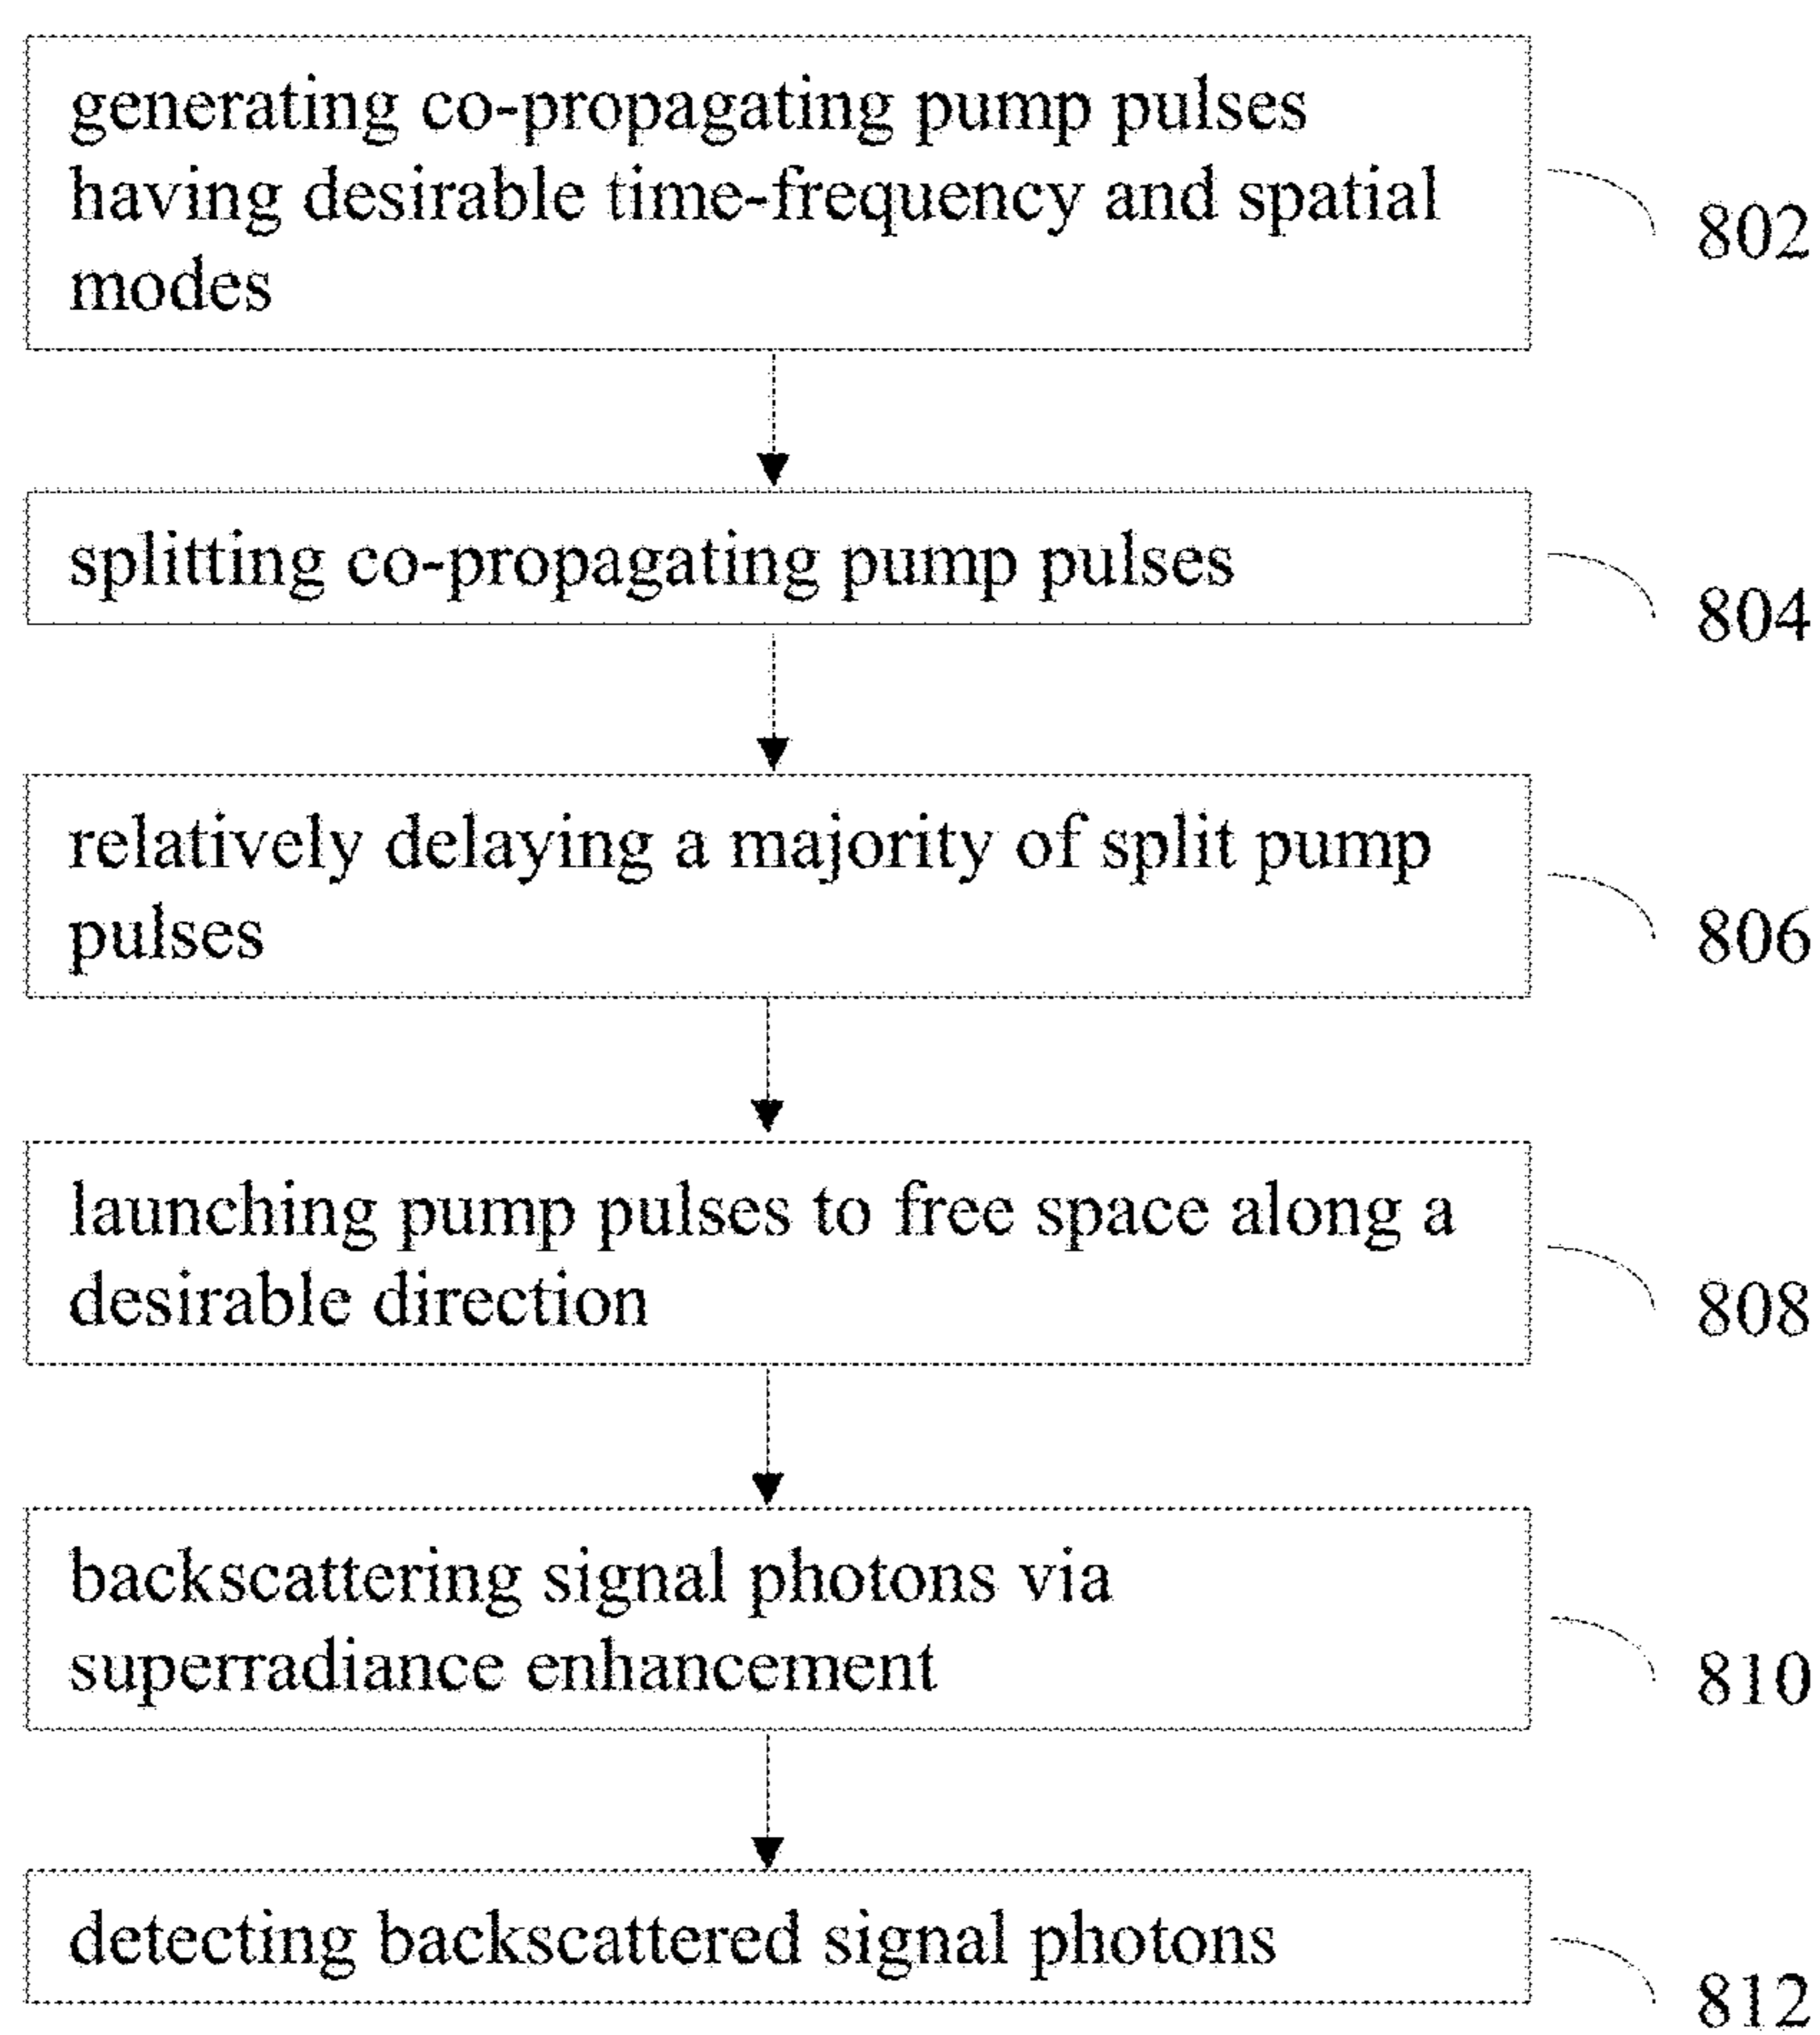 generating co-propagating pump pulses
having desirable time-frequency and spatial
modes
802
splitting co-propagating pump pulses
804
relatively delaying a majority of split pump
pulses
806
launching pump pulses to free space along a
desirable direction
808
backscattering signal photons via
superradiance enhancement
810
detecting backscattered signal photons
812